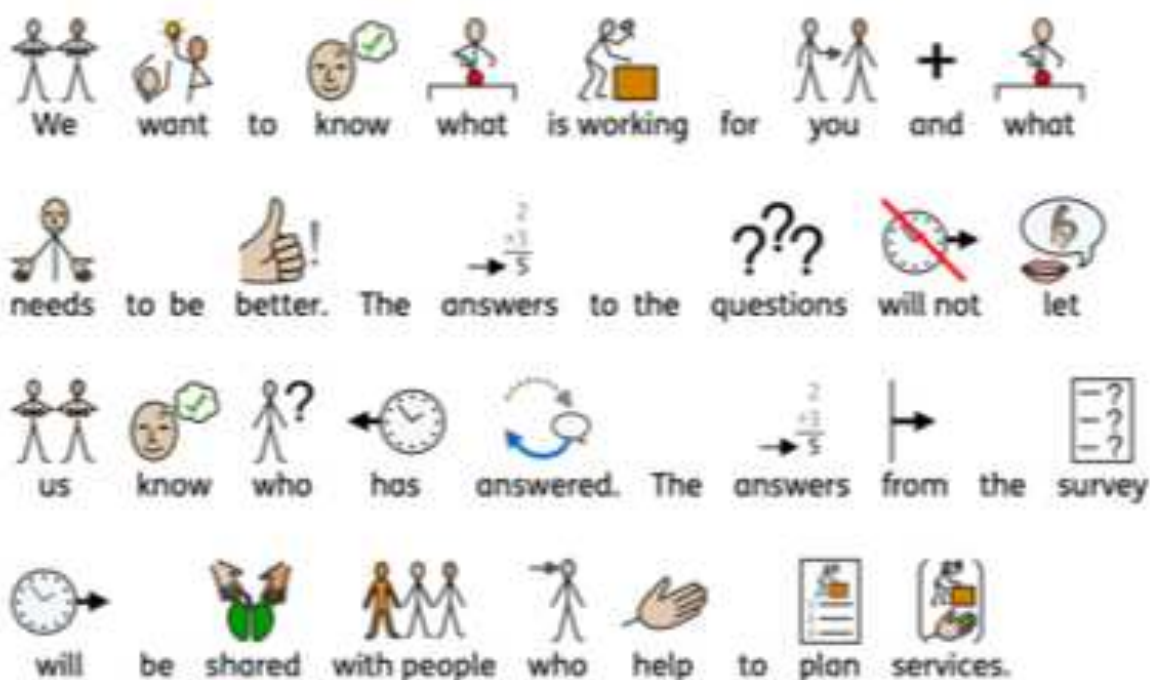 We want to know what is working for you and what
needs to be better. The answers to the questions will not let
us know who has answered. The answers from the survey
will be shared with people who help to plan services.